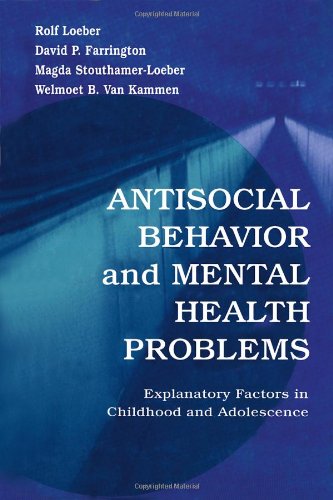 Rolf Loeber
David P. Farrington
Magda Stouthamer-Loeber
Welmoet B. Van Kammen
ANTISOCIAL
BEHAVIOR
and MENTAL
HEALTH
PROBLEMS
Explanatory Factors in
Childhood and Adolescence